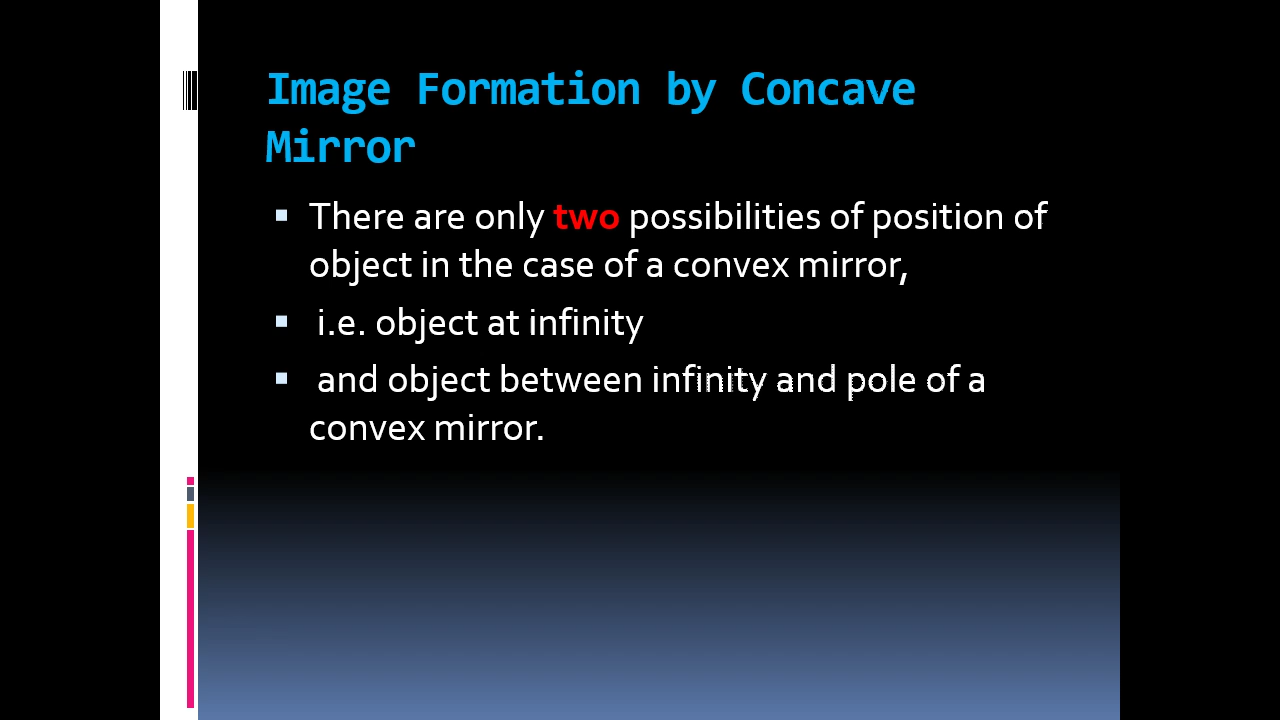 Image Formation by Concave
Mirror
▪ There are only two possibilities of position of
object in the case of a convex mirror,
▪ i.e. object at infinity
▪ and object between infinity and pole of a
convex mirror.